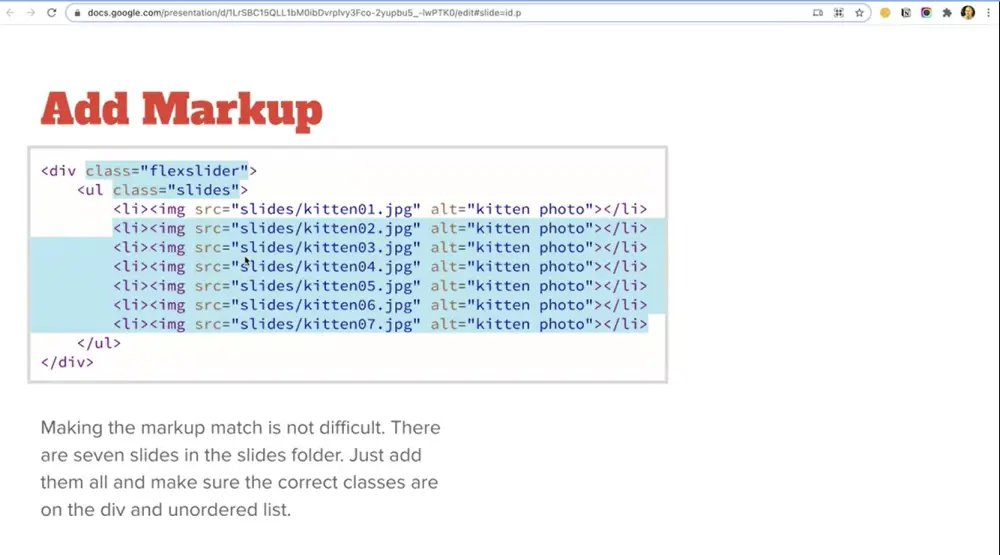 docs.google.com/presentation/d/1LrSBC15QLL1bM0ibDvrplvy3Fco-2yupbu5_-lwPTK0/edit#slide=id.p
Add Markup
<div class="flexslider">
<ul class="slides">
<li><img src="slides/kitten01.jpg" alt="kitten photo"></li>
<li><img src="slides/kitten02.jpg" alt="kitten photo"></li>
<li><img src="slides/kitten03.jpg" alt="kitten photo"></li>
<li><img src="slides/kitten04.jpg" alt="kitten photo"></li>
<li><img src="slides/kitten05.jpg" alt="kitten photo"></li>
<li><img src="slides/kitten06.jpg" alt="kitten photo"></li>
<li><img src="slides/kitten07.jpg" alt="kitten photo"></li>
</ul>
</div>
Making the markup match is not difficult. There
are seven slides in the slides folder. Just add
them all and make sure the correct classes are
on the div and unordered list.